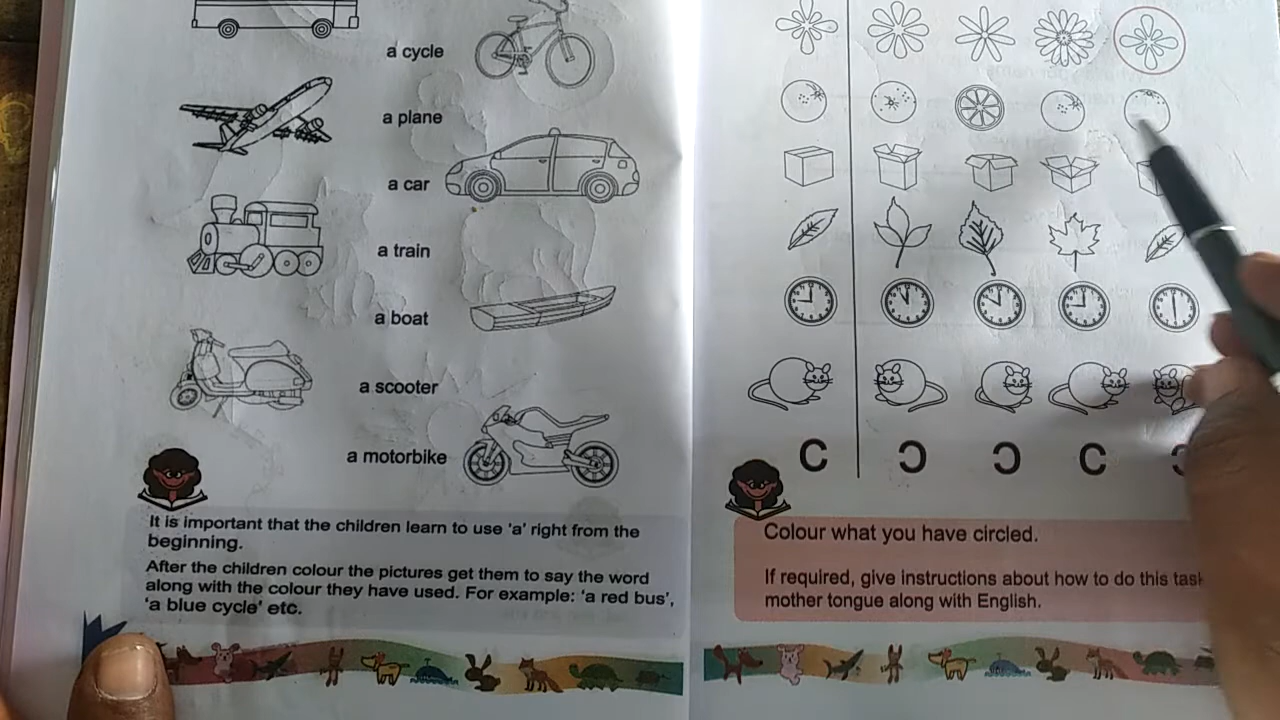 a cycle
a plane
a car
a train
a boat
a scooter
a motorbike
It is important that the children learn to use 'a' right from the
beginning.
After the children colour the pictures get them to say the word
along with the colour they have used. For example: 'a red bus',
'a blue cycle' etc.
C Ɔ Ɔ C
Colour what you have circled.
If required, give instructions about how to do this task
mother tongue along with English.